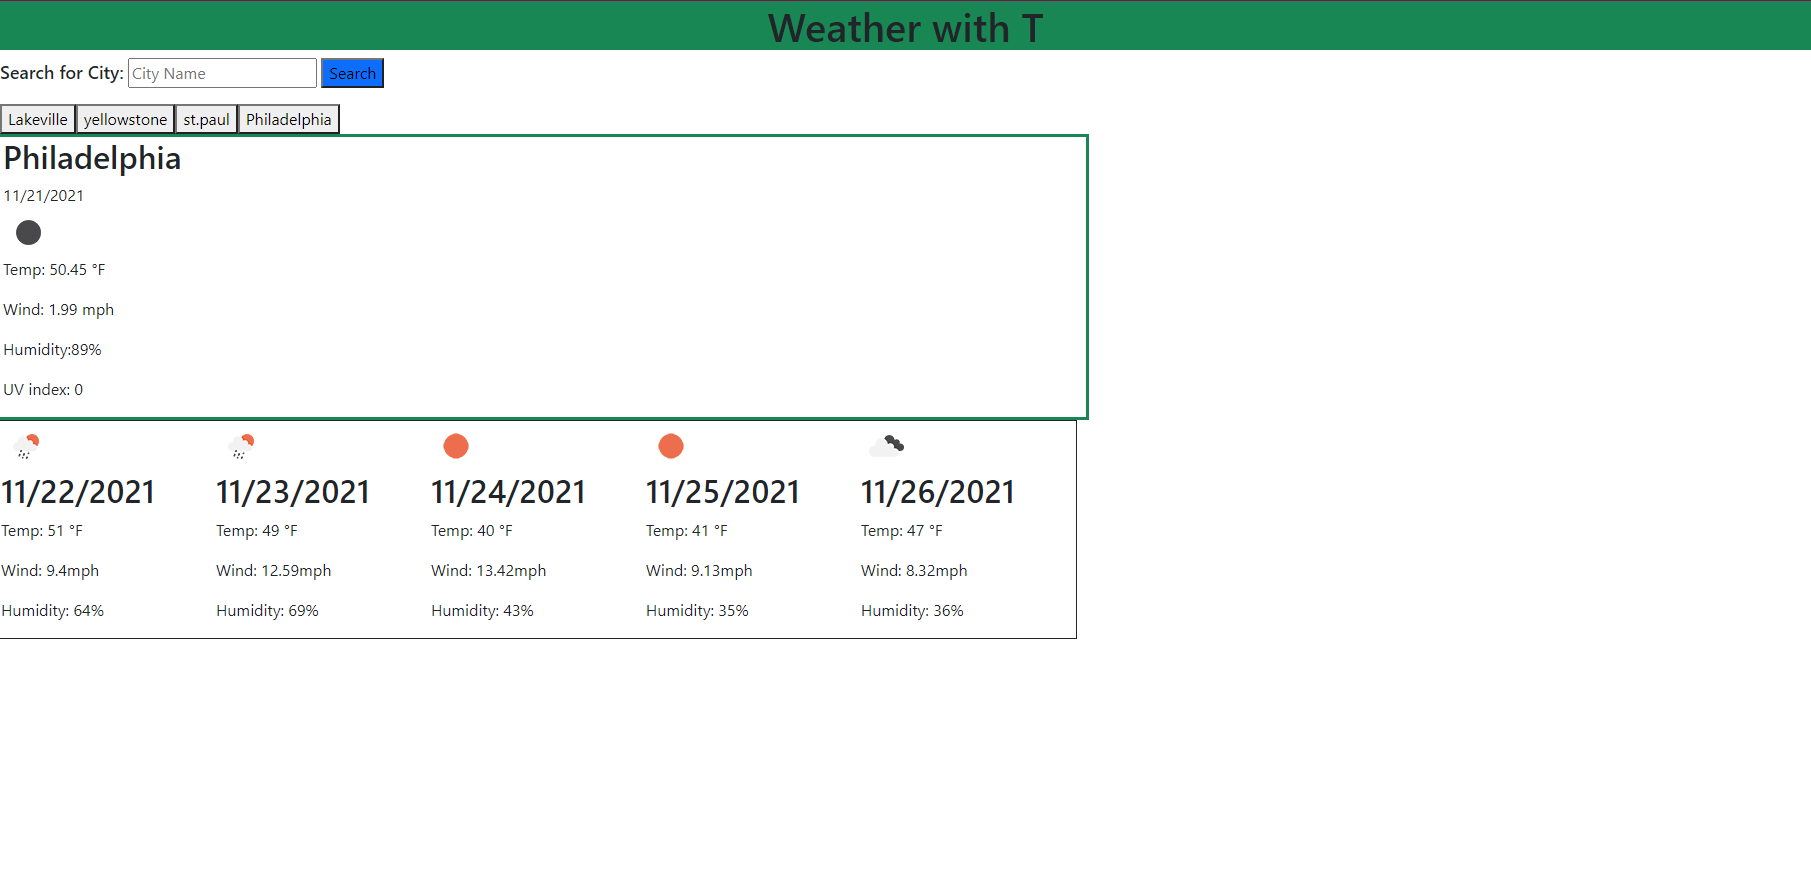 Weather with T
Search for City: City Name Search
Lakeville yellowstone st.paul Philadelphia
Philadelphia
11/21/2021
Temp: 50.45 °F
Wind: 1.99 mph
Humidity:89%
UV index: 0
11/22/2021 11/23/2021 11/24/2021 11/25/2021 11/26/2021
Temp: 51 °F Temp: 49 °F Temp: 40 °F Temp: 41 °F Temp: 47 °F
Wind: 9.4mph Wind: 12.59mph Wind: 13.42mph Wind: 9.13mph Wind: 8.32mph
Humidity: 64% Humidity: 69% Humidity: 43% Humidity: 35% Humidity: 36%